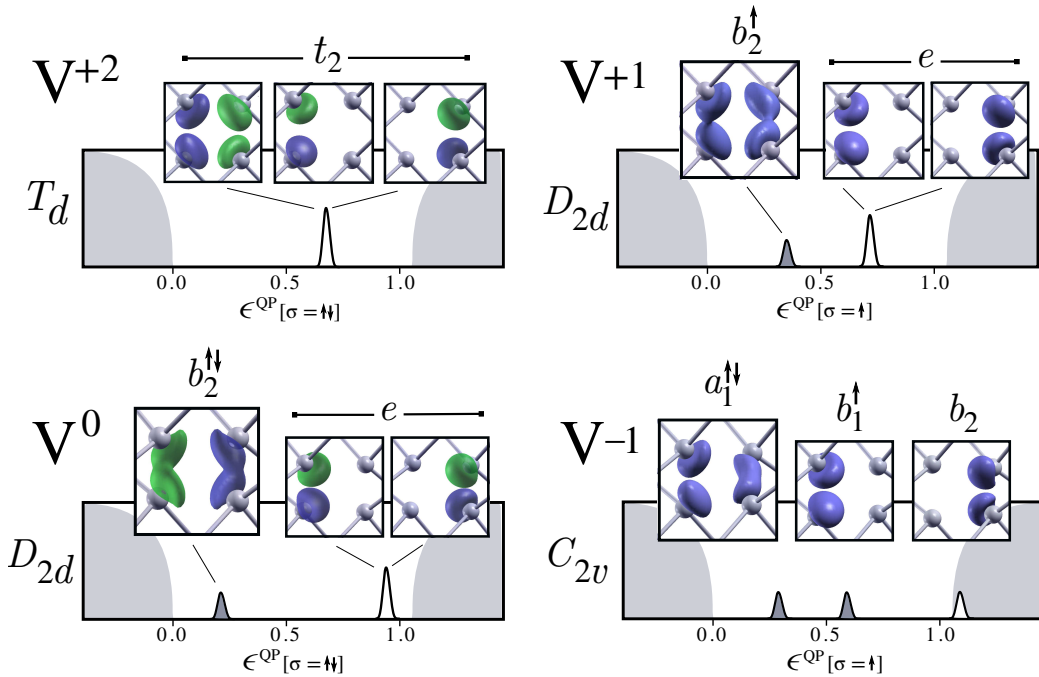 V+2
t2
Td
0.0 0.5 1.0
ϵQP [σ = ↑↓]
V+1
b2↑
e
D2d
0.0 0.5 1.0
ϵQP [σ = ↑]
V0
b2↑↓
e
D2d
0.0 0.5 1.0
ϵQP [σ = ↑↓]
V−1
a1↑↓
b1↑
b2
C2v
0.0 0.5 1.0
ϵQP [σ = ↑]